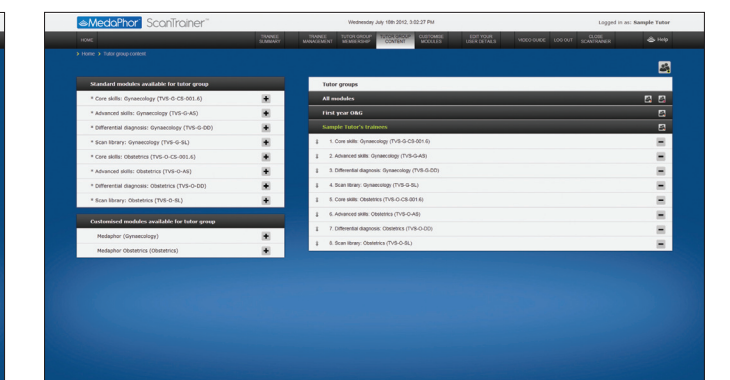 MedaPhor ScanTrainer™
Wednesday July 18th 2012, 3:02:27 PM
Logged in as: Sample Tutor
HOME
TRAINEE SUMMARY
TRAINEE MANAGEMENT
TUTOR GROUP MEMBERSHIP
TUTOR GROUP CONTENT
CUSTOMISE MODULES
EDIT YOUR USER DETAILS
VIDEO GUIDE
LOG OUT
CLOSE SCANTRAINER
Help
> Home > Tutor group content
Standard modules available for tutor group
* Core skills: Gynaecology (TVS-G-CS-001.6)
* Advanced skills: Gynaecology (TVS-G-AS)
* Differential diagnosis: Gynaecology (TVS-G-DD)
* Scan library: Gynaecology (TVS-G-SL)
* Core skills: Obstetrics (TVS-O-CS-001.6)
* Advanced skills: Obstetrics (TVS-O-AS)
* Differential diagnosis: Obstetrics (TVS-O-DD)
* Scan library: Obstetrics (TVS-O-SL)
Customised modules available for tutor group
Medaphor (Gynaecology)
Medaphor Obstetrics (Obstetrics)
Tutor groups
All modules
First year O&G
Sample Tutor's trainees
1. Core skills: Gynaecology (TVS-G-CS-001.6)
2. Advanced skills: Gynaecology (TVS-G-AS)
3. Differential diagnosis: Gynaecology (TVS-G-DD)
4. Scan library: Gynaecology (TVS-G-SL)
5. Core skills: Obstetrics (TVS-O-CS-001.6)
6. Advanced skills: Obstetrics (TVS-O-AS)
7. Differential diagnosis: Obstetrics (TVS-O-DD)
8. Scan library: Obstetrics (TVS-O-SL)